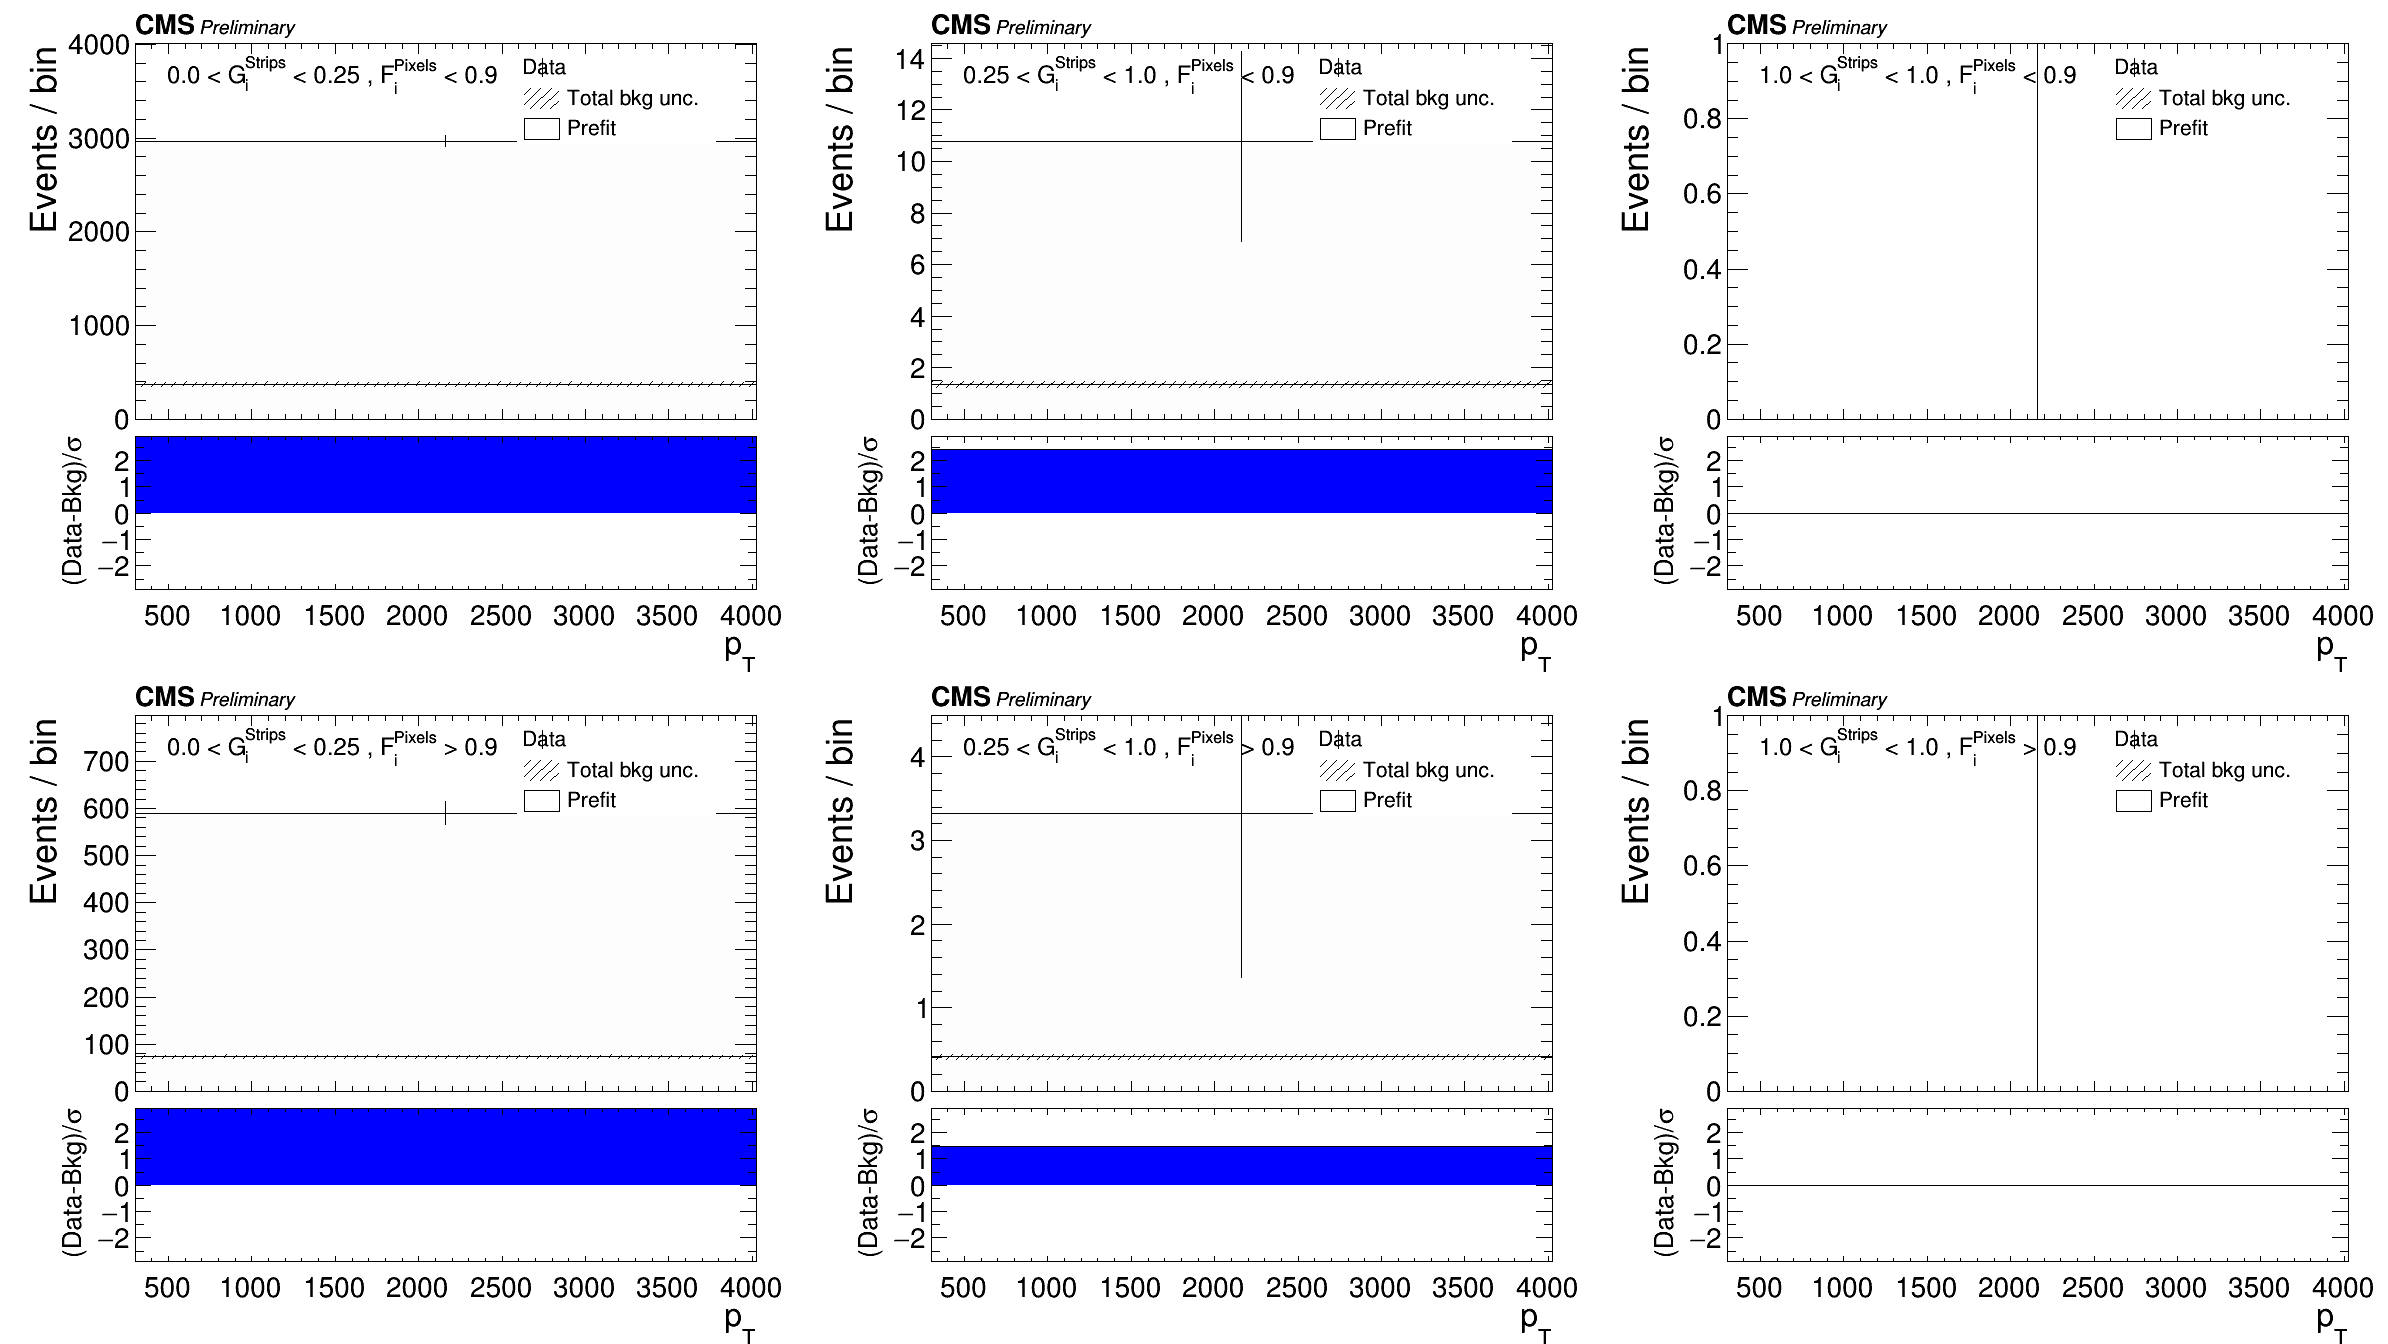 CMS Preliminary
Events / bin
4000
3000
2000
1000
0
0.0 < G_i^Strips < 0.25 , F_i^Pixels < 0.9
Data
Total bkg unc.
Prefit
(Data-Bkg)/σ
2
1
0
−1
−2
500 1000 1500 2000 2500 3000 3500 4000
p_T
CMS Preliminary
Events / bin
14
12
10
8
6
4
2
0
0.25 < G_i^Strips < 1.0 , F_i^Pixels < 0.9
Data
Total bkg unc.
Prefit
(Data-Bkg)/σ
2
1
0
−1
−2
500 1000 1500 2000 2500 3000 3500 4000
p_T
CMS Preliminary
Events / bin
1
0.8
0.6
0.4
0.2
0
1.0 < G_i^Strips < 1.0 , F_i^Pixels < 0.9
Data
Total bkg unc.
Prefit
(Data-Bkg)/σ
2
1
0
−1
−2
500 1000 1500 2000 2500 3000 3500 4000
p_T
CMS Preliminary
Events / bin
700
600
500
400
300
200
100
0
0.0 < G_i^Strips < 0.25 , F_i^Pixels > 0.9
Data
Total bkg unc.
Prefit
(Data-Bkg)/σ
2
1
0
−1
−2
500 1000 1500 2000 2500 3000 3500 4000
p_T
CMS Preliminary
Events / bin
4
3
2
1
0
0.25 < G_i^Strips < 1.0 , F_i^Pixels > 0.9
Data
Total bkg unc.
Prefit
(Data-Bkg)/σ
2
1
0
−1
−2
500 1000 1500 2000 2500 3000 3500 4000
p_T
CMS Preliminary
Events / bin
1
0.8
0.6
0.4
0.2
0
1.0 < G_i^Strips < 1.0 , F_i^Pixels > 0.9
Data
Total bkg unc.
Prefit
(Data-Bkg)/σ
2
1
0
−1
−2
500 1000 1500 2000 2500 3000 3500 4000
p_T